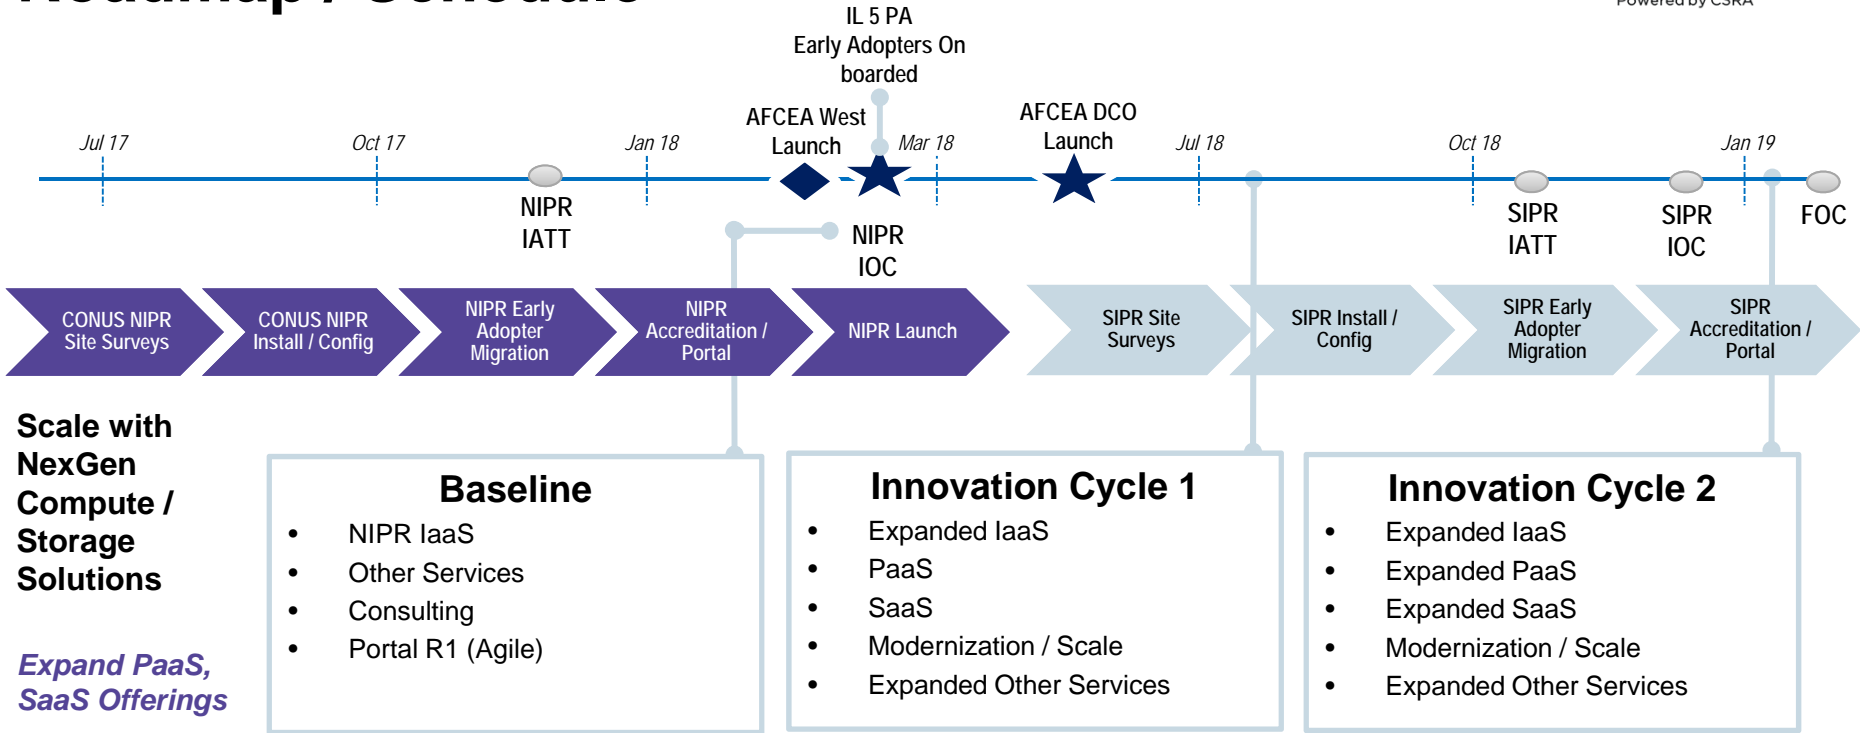 Roadmap / Schedule
Powered by CSRA
IL 5 PA
Early Adopters On
boarded
AFCEA West
Launch
AFCEA DCO
Launch
Jul 17
Oct 17
Jan 18
Mar 18
Jul 18
Oct 18
Jan 19
NIPR
IATT
NIPR
IOC
SIPR
IATT
SIPR
IOC
FOC
CONUS NIPR
Site Surveys
CONUS NIPR
Install / Config
NIPR Early
Adopter
Migration
NIPR
Accreditation /
Portal
NIPR Launch
SIPR Site
Surveys
SIPR Install /
Config
SIPR Early
Adopter
Migration
SIPR
Accreditation /
Portal
Scale with
NexGen
Compute /
Storage
Solutions
Expand PaaS,
SaaS Offerings
Baseline
• NIPR IaaS
• Other Services
• Consulting
• Portal R1 (Agile)
Innovation Cycle 1
• Expanded IaaS
• PaaS
• SaaS
• Modernization / Scale
• Expanded Other Services
Innovation Cycle 2
• Expanded IaaS
• Expanded PaaS
• Expanded SaaS
• Modernization / Scale
• Expanded Other Services